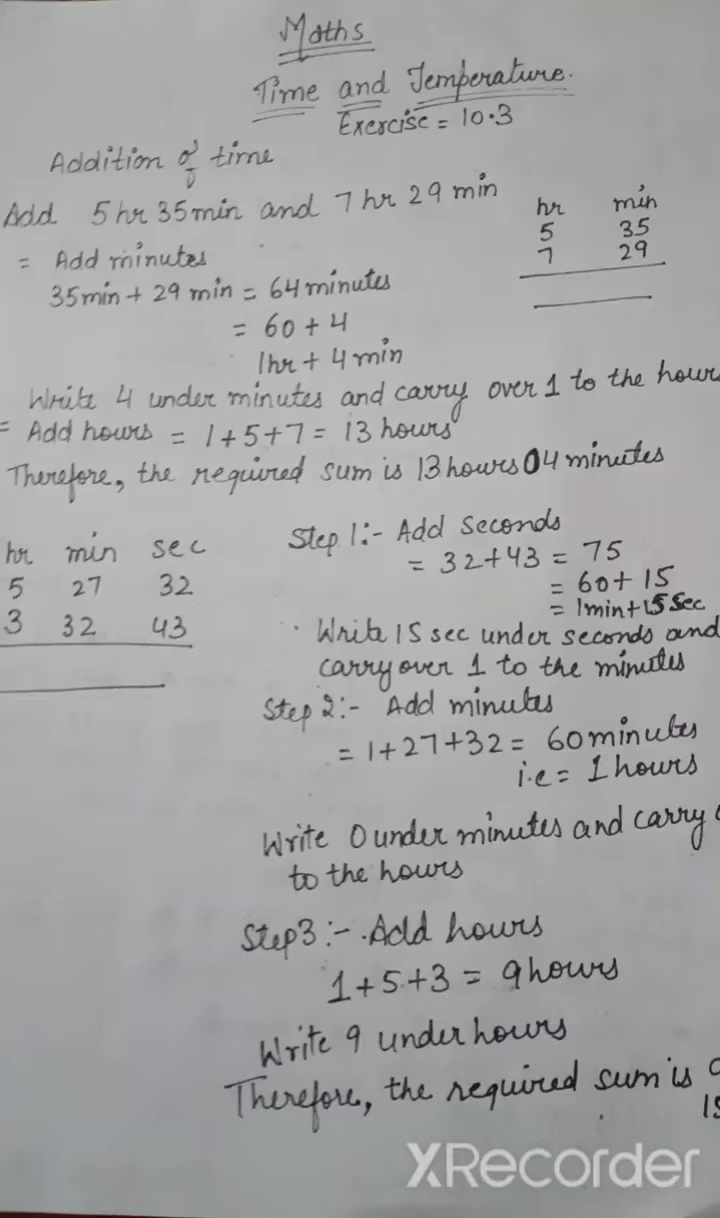 Maths
Time and Temperature.
Exercise = 10.3
Addition of time
Add 5 hr 35 min and 7 hr 29 min
hr min
5 35
7 29
= Add minutes
35 min + 29 min = 64 minutes
= 60 + 4
1hr + 4 min
Write 4 under minutes and carry over 1 to the hours
= Add hours = 1 + 5 + 7 = 13 hours
Therefore, the required sum is 13 hours 04 minutes
hr min sec
5 27 32
3 32 43
Step 1:- Add seconds
= 32 + 43 = 75
= 60 + 15
= 1min + 15 sec
Write 15 sec under seconds and
carry over 1 to the minutes
Step 2:- Add minutes
= 1 + 27 + 32 = 60 minutes
i.e = 1 hours
Write 0 under minutes and carry
to the hours
Step 3:- Add hours
1 + 5 + 3 = 9 hours
Write 9 under hours
Therefore, the required sum is
XRecorder